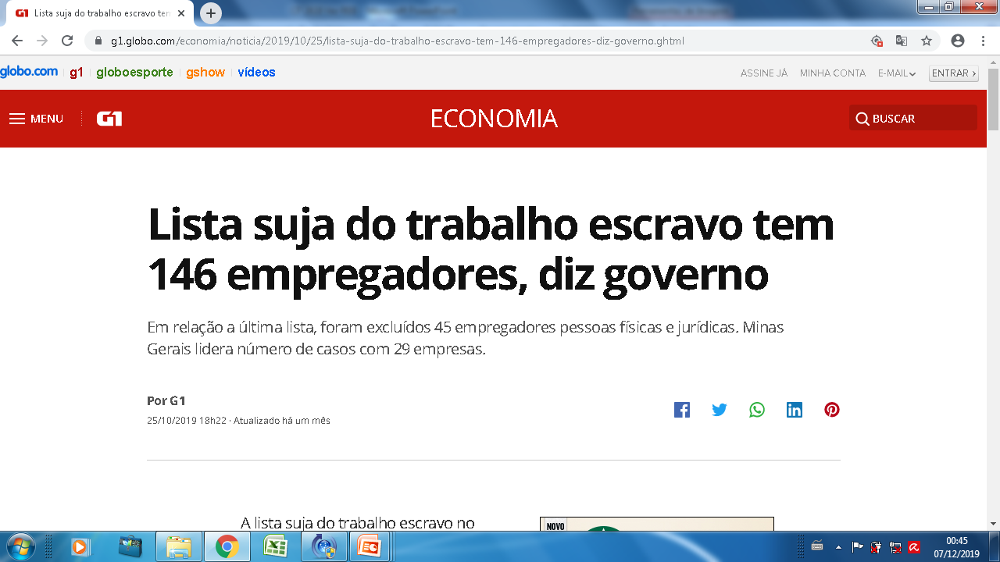 Lista suja do trabalho escravo ten
g1.globo.com/economia/noticia/2019/10/25/lista-suja-do-trabalho-escravo-tem-146-empregadores-diz-governo.ghtml
globo.com g1 globoesporte gshow vídeos ASSINE JÁ MINHA CONTA E-MAIL ENTRAR
MENU G1 ECONOMIA BUSCAR
Lista suja do trabalho escravo tem
146 empregadores, diz governo
Em relação a última lista, foram excluídos 45 empregadores pessoas físicas e jurídicas. Minas
Gerais lidera número de casos com 29 empresas.
Por G1
25/10/2019 18h22 · Atualizado há um mês
A lista suja do trabalho escravo no
NOVO
00:45
07/12/2019